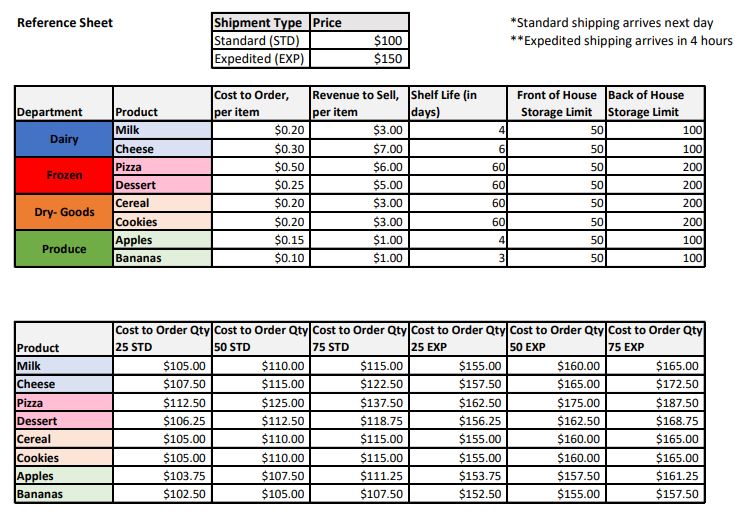 Reference Sheet
Shipment Type Price
Standard (STD) $100
Expedited (EXP) $150
*Standard shipping arrives next day
**Expedited shipping arrives in 4 hours
Department Product Cost to Order, per item Revenue to Sell, per item Shelf Life (in days) Front of House Storage Limit Back of House Storage Limit
Dairy
Milk $0.20 $3.00 4 50 100
Cheese $0.30 $7.00 6 50 100
Frozen
Pizza $0.50 $6.00 60 50 200
Dessert $0.25 $5.00 60 50 200
Dry- Goods
Cereal $0.20 $3.00 60 50 200
Cookies $0.20 $3.00 60 50 200
Produce
Apples $0.15 $1.00 4 50 100
Bananas $0.10 $1.00 3 50 100
Product Cost to Order Qty 25 STD Cost to Order Qty 50 STD Cost to Order Qty 75 STD Cost to Order Qty 25 EXP Cost to Order Qty 50 EXP Cost to Order Qty 75 EXP
Milk $105.00 $110.00 $115.00 $155.00 $160.00 $165.00
Cheese $107.50 $115.00 $122.50 $157.50 $165.00 $172.50
Pizza $112.50 $125.00 $137.50 $162.50 $175.00 $187.50
Dessert $106.25 $112.50 $118.75 $156.25 $162.50 $168.75
Cereal $105.00 $110.00 $115.00 $155.00 $160.00 $165.00
Cookies $105.00 $110.00 $115.00 $155.00 $160.00 $165.00
Apples $103.75 $107.50 $111.25 $153.75 $157.50 $161.25
Bananas $102.50 $105.00 $107.50 $152.50 $155.00 $157.50